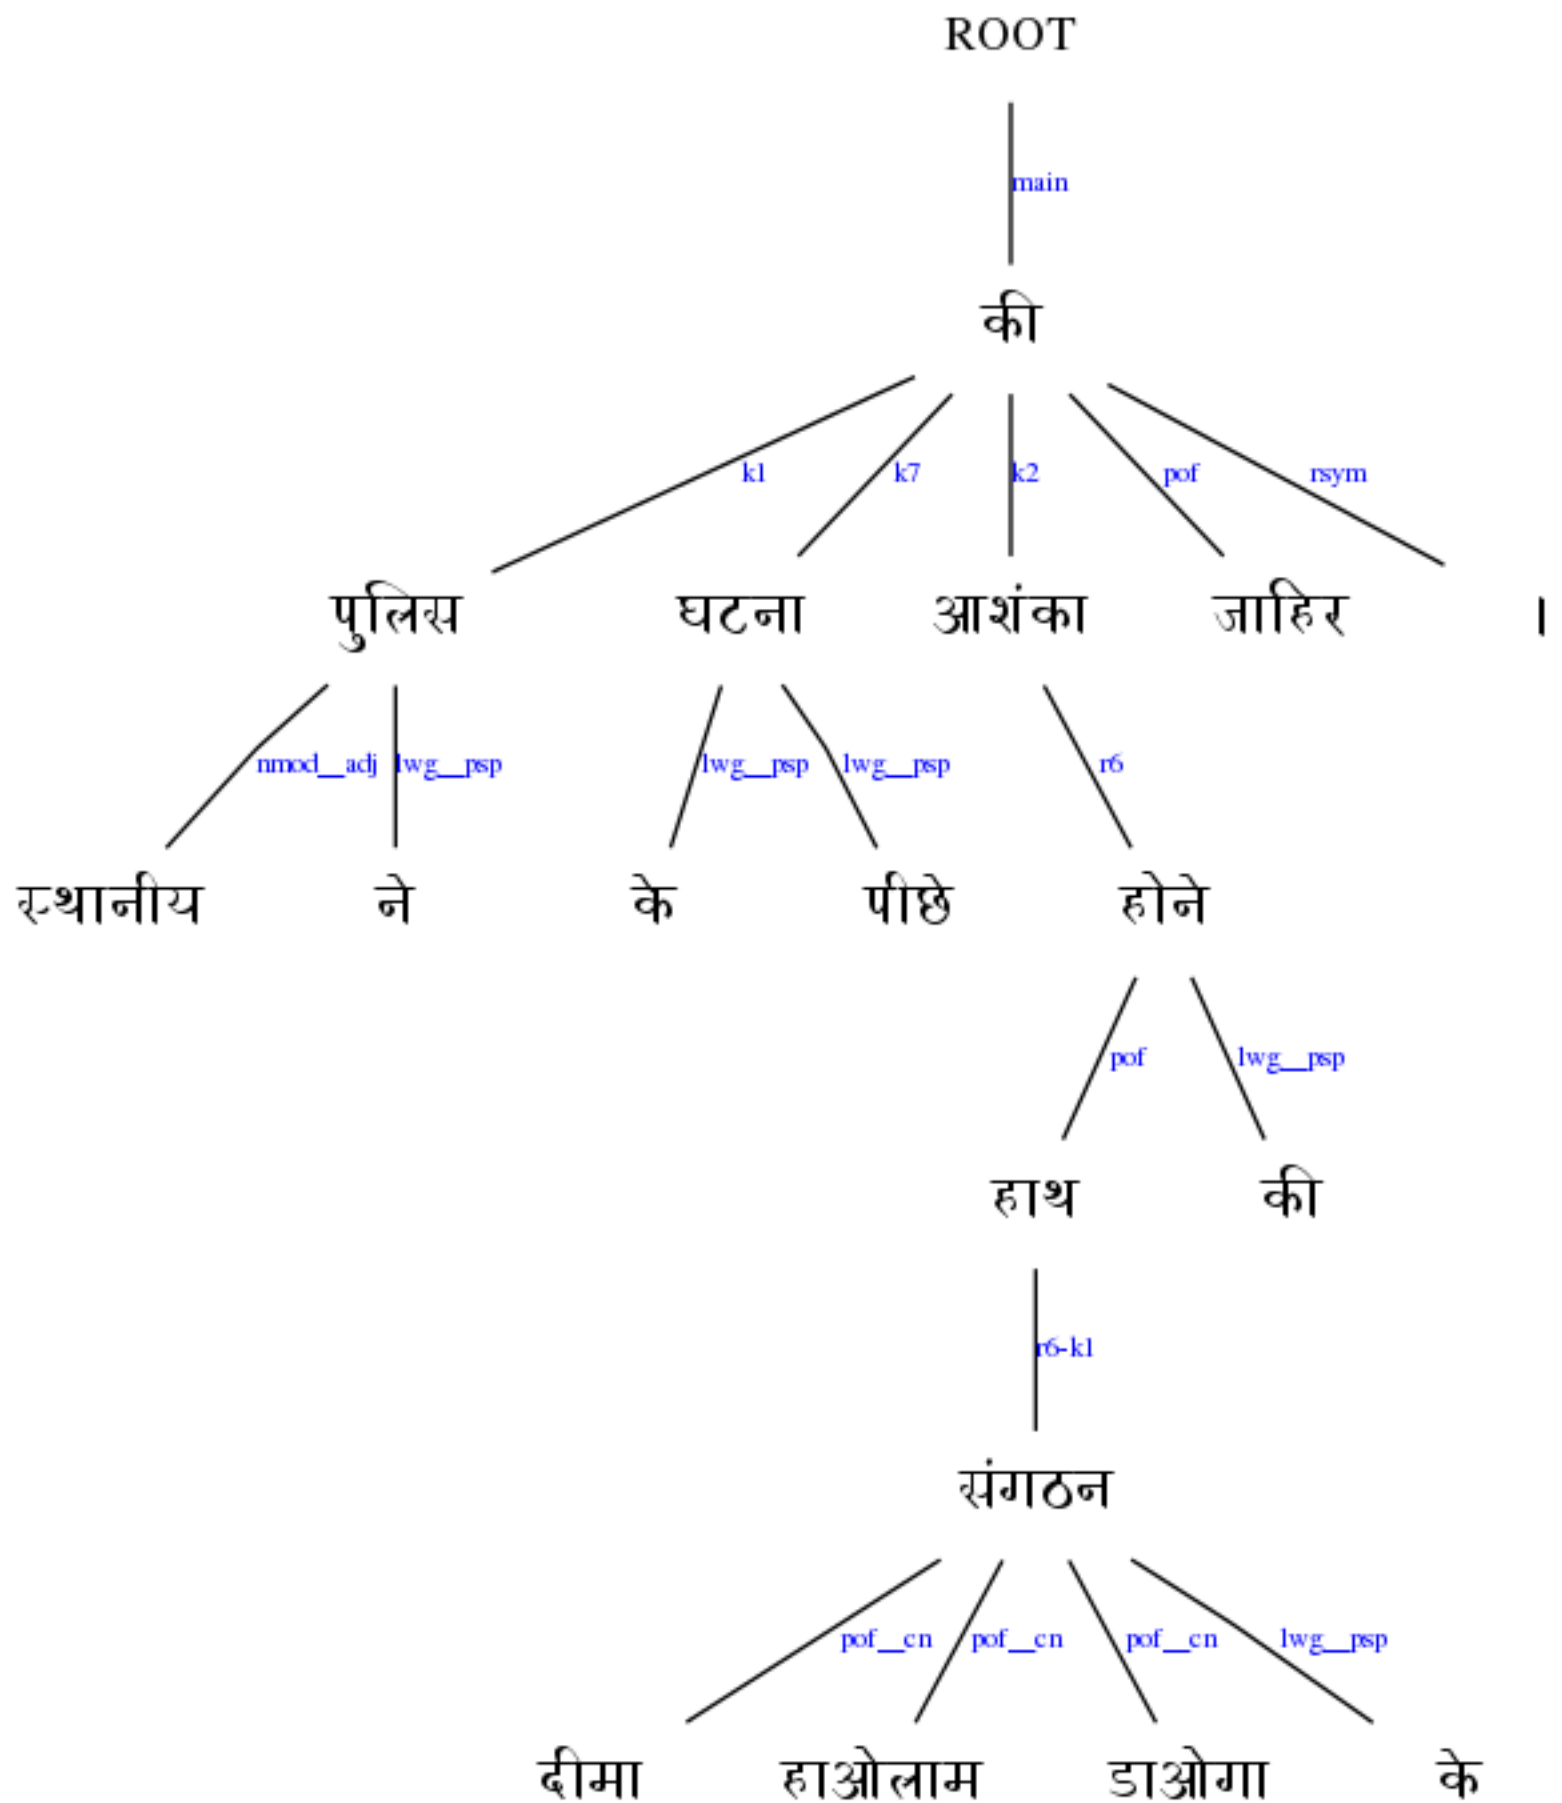 ROOT
main
की
k1 k7 k2 pof rsym
पुलिस घटना आशंका जाहिर ।
nmod__adj lwg__psp lwg__psp lwg__psp r6
स्थानीय ने के पीछे होने
pof lwg__psp
हाथ की
r6-k1
संगठन
pof__cn pof__cn pof__cn lwg__psp
दीमा हाओलाम डाओगा के